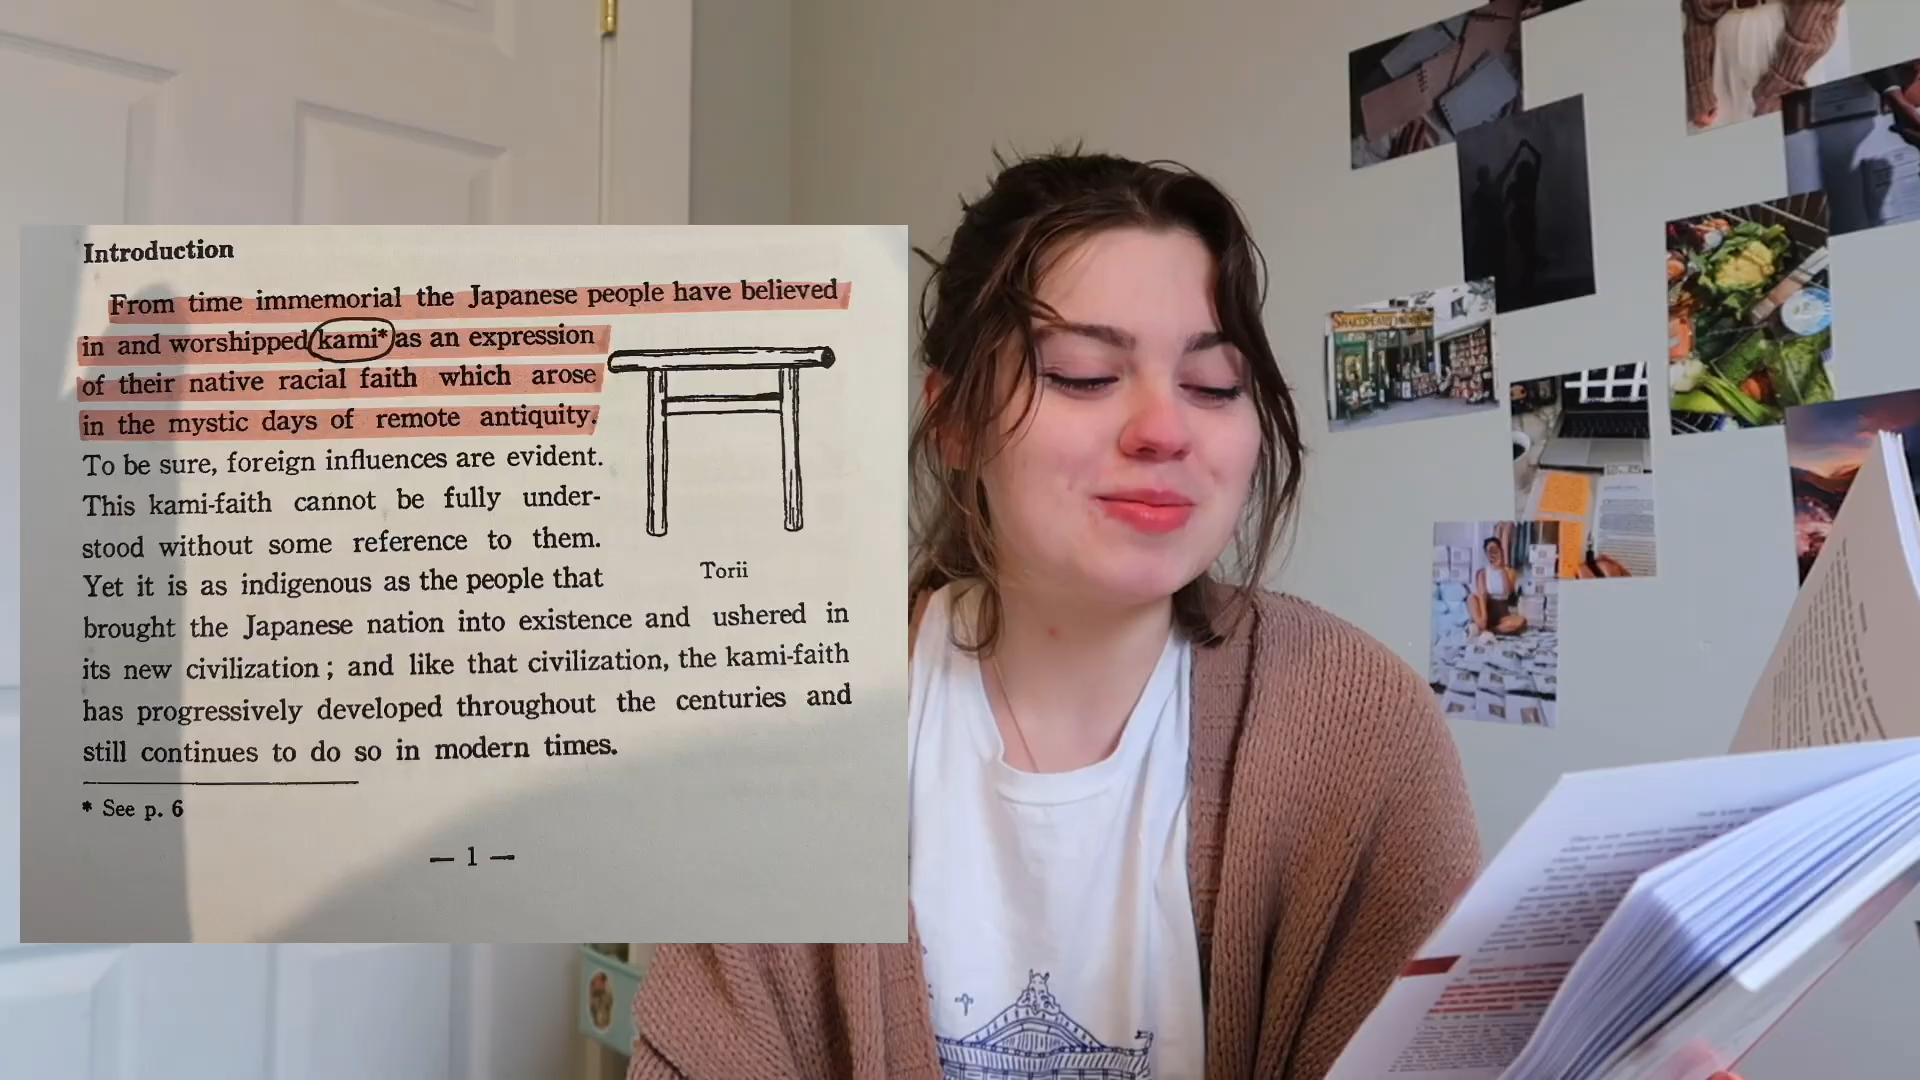 Introduction
From time immemorial the Japanese people have believed
in and worshipped kami* as an expression
of their native racial faith which arose
in the mystic days of remote antiquity.
To be sure, foreign influences are evident.
This kami-faith cannot be fully under-
stood without some reference to them.
Yet it is as indigenous as the people that
Torii
brought the Japanese nation into existence and ushered in
its new civilization; and like that civilization, the kami-faith
has progressively developed throughout the centuries and
still continues to do so in modern times.
* See p. 6
— 1 —